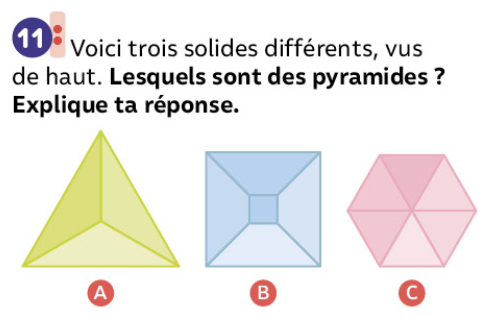 11 Voici trois solides différents, vus
de haut. Lesquels sont des pyramides ?
Explique ta réponse.
A B C